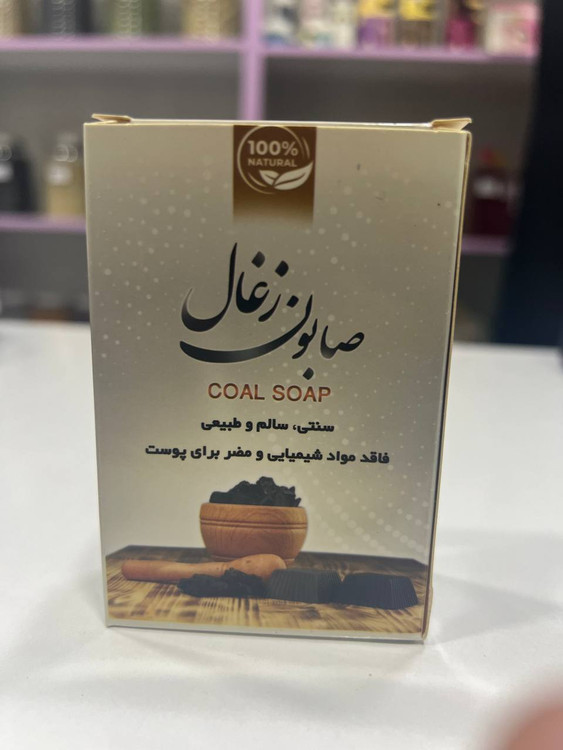 100%
NATURAL
صابون زغال
COAL SOAP
سنتی، سالم و طبیعی
فاقد مواد شیمیایی و مضر برای پوست